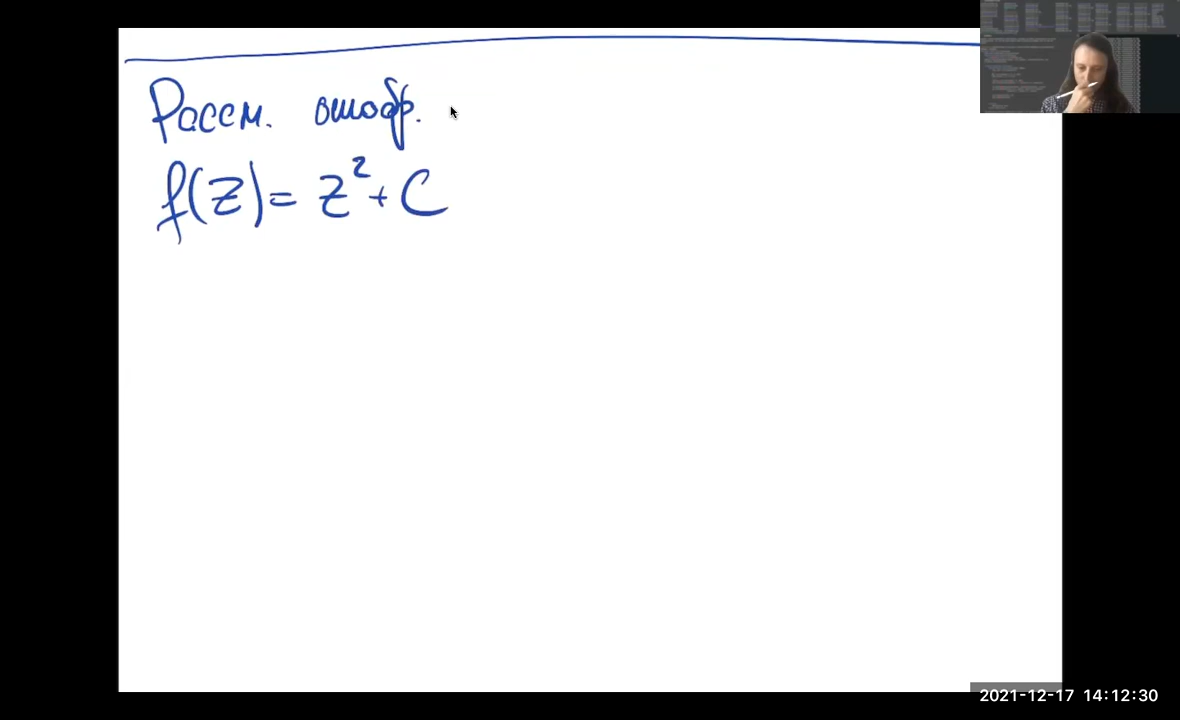 Рассм. отобр.
f(z) = z² + c
2021-12-17 14:12:30